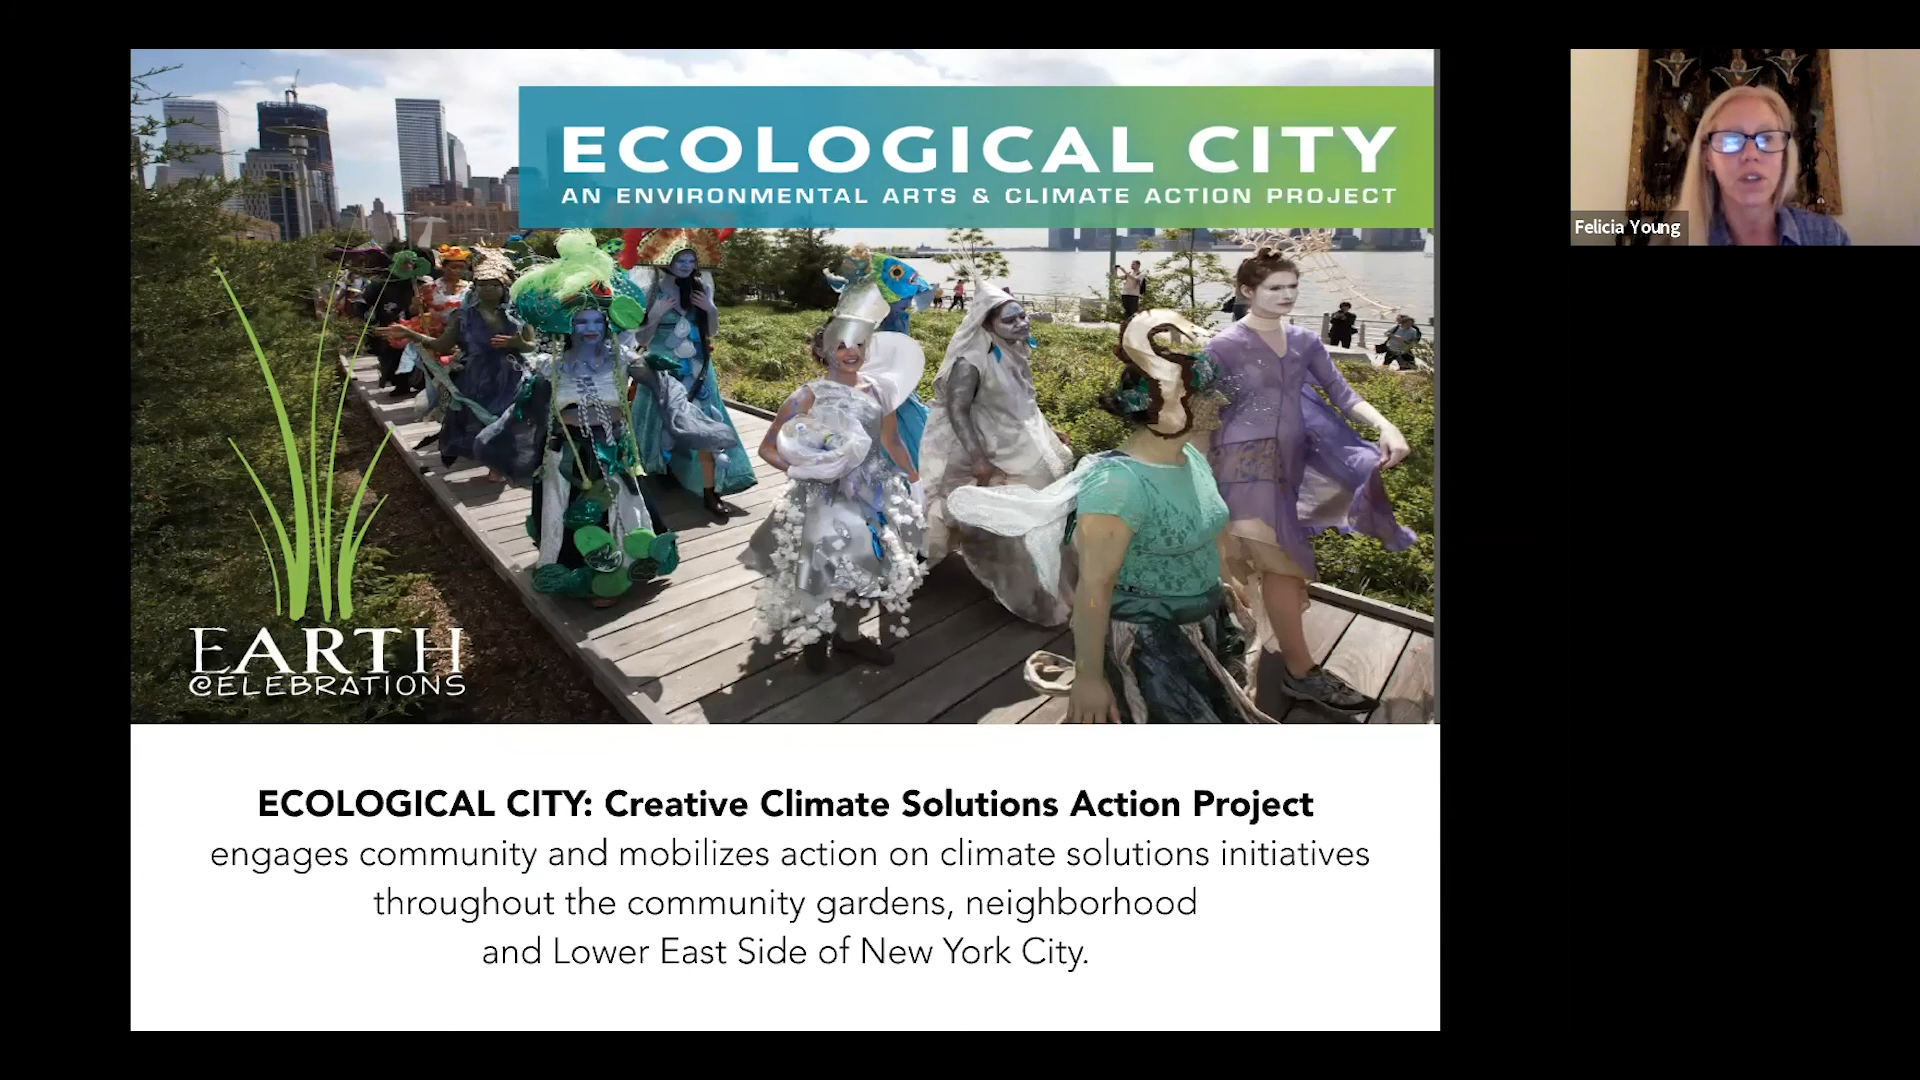 ECOLOGICAL CITY
AN ENVIRONMENTAL ARTS & CLIMATE ACTION PROJECT
Felicia Young
EARTH
CELEBRATIONS
ECOLOGICAL CITY: Creative Climate Solutions Action Project
engages community and mobilizes action on climate solutions initiatives
throughout the community gardens, neighborhood
and Lower East Side of New York City.